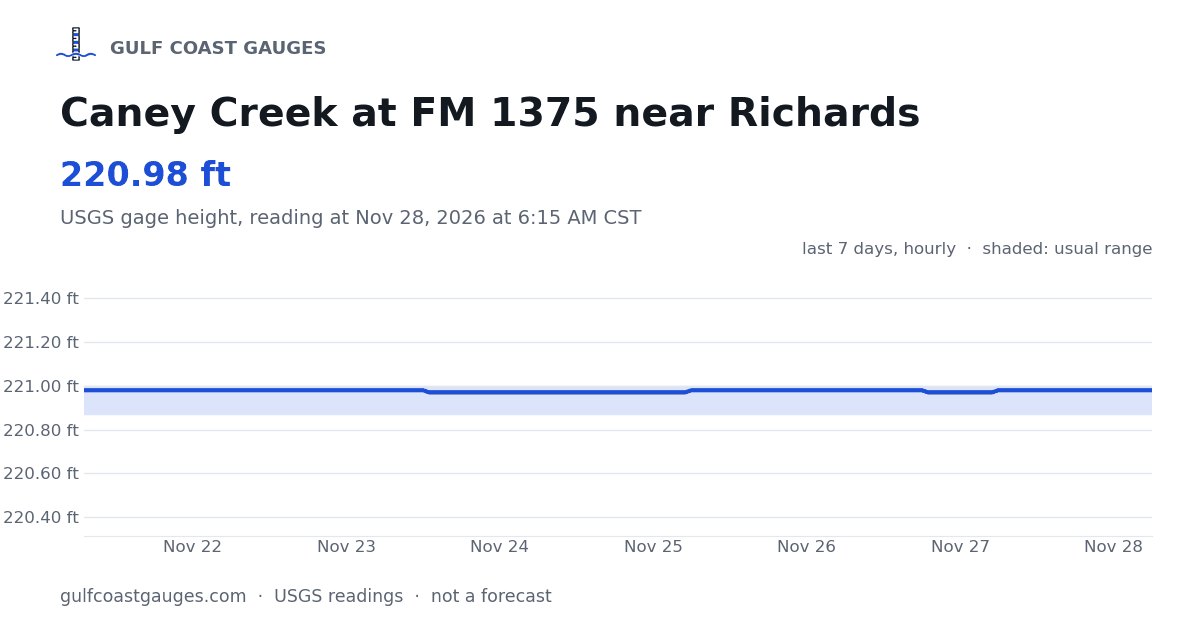 GULF COAST GAUGES
Caney Creek at FM 1375 near Richards
220.98 ft
USGS gage height, reading at Nov 28, 2026 at 6:15 AM CST
last 7 days, hourly · shaded: usual range
221.40 ft
221.20 ft
221.00 ft
220.80 ft
220.60 ft
220.40 ft
Nov 22 Nov 23 Nov 24 Nov 25 Nov 26 Nov 27 Nov 28
gulfcoastgauges.com · USGS readings · not a forecast